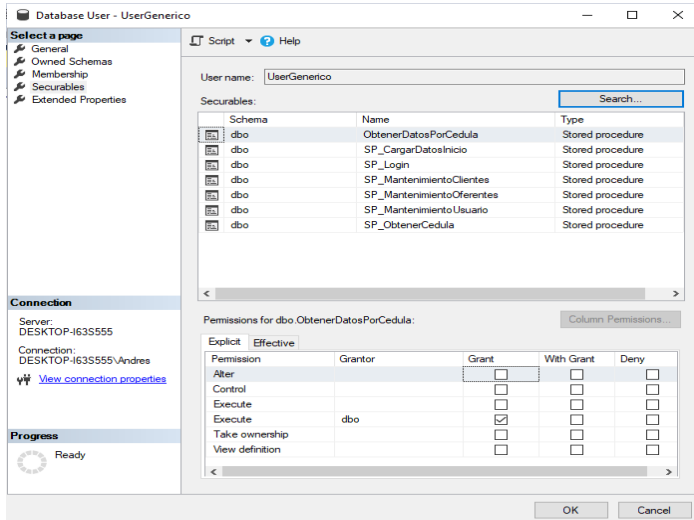 Database User - UserGenerico
Select a page
General
Owned Schemas
Membership
Securables
Extended Properties
Script Help
User name: UserGenerico
Securables: Search...
Schema Name Type
dbo ObtenerDatosPorCedula Stored procedure
dbo SP_CargarDatosInicio Stored procedure
dbo SP_Login Stored procedure
dbo SP_MantenimientoClientes Stored procedure
dbo SP_MantenimientoOferentes Stored procedure
dbo SP_MantenimientoUsuario Stored procedure
dbo SP_ObtenerCedula Stored procedure
Connection
Server:
DESKTOP-I63S555
Connection:
DESKTOP-I63S555\Andres
View connection properties
Progress
Ready
Permissions for dbo.ObtenerDatosPorCedula: Column Permissions...
Explicit Effective
Permission Grantor Grant With Grant Deny
Alter
Control
Execute
Execute dbo
Take ownership
View definition
OK Cancel